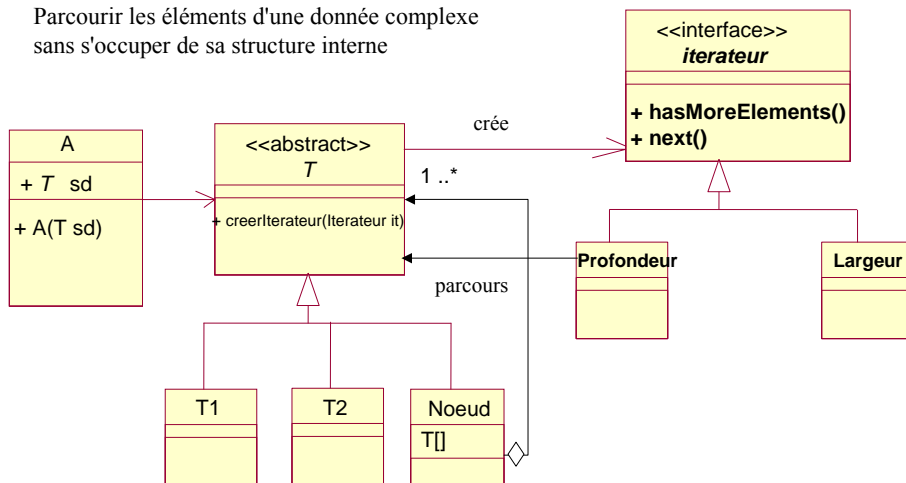 Parcourir les éléments d'une donnée complexe
sans s'occuper de sa structure interne
<<interface>>
iterateur
+ hasMoreElements()
+ next()
crée
A
+ T sd
+ A(T sd)
<<abstract>>
T
+ creerIterateur(Iterateur it)
1 ..*
parcours
Profondeur
Largeur
T1
T2
Noeud
T[]